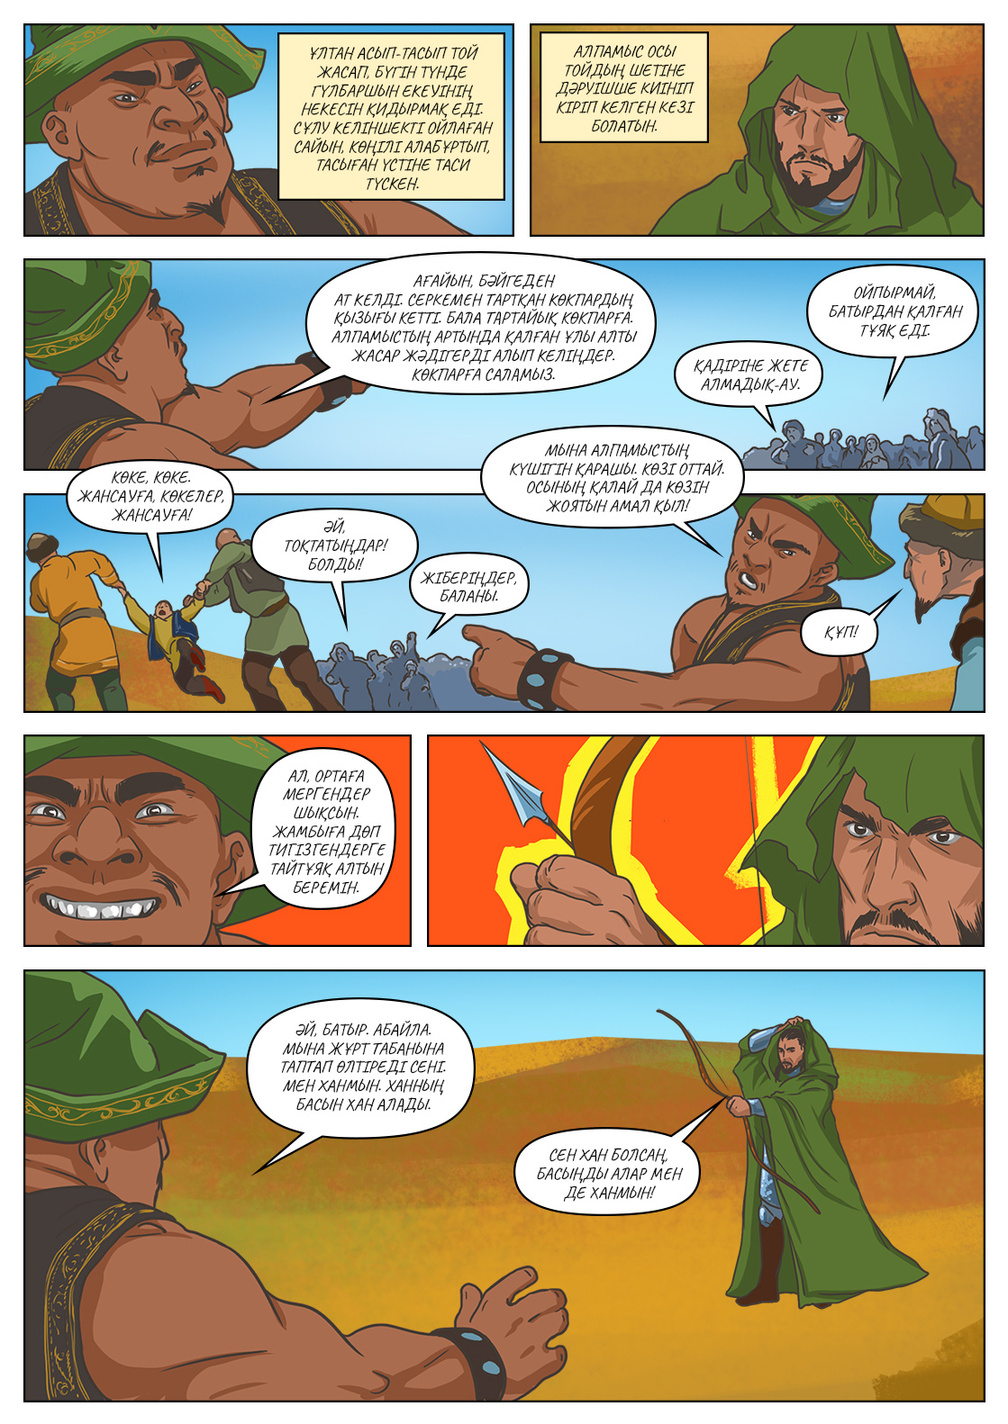 ҰЛТАН АСЫП-ТАСЫП ТОЙ
ЖАСАП, БҮГІН ТҮНДЕ
ГҮЛБАРШЫН ЕКЕУІНІҢ
НЕКЕСІН ҚИДЫРМАҚ ЕДІ.
СҰЛУ КЕЛІНШЕКТІ ОЙЛАҒАН
САЙЫН, КӨҢІЛІ АЛАБҰРТЫП,
ТАСЫҒАН ҮСТІНЕ ТАСИ
ТҮСКЕН.
АЛПАМЫС ОСЫ
ТОЙДЫҢ ШЕТІНЕ
ДӘРУІШШЕ КИІНІП
КІРІП КЕЛГЕН КЕЗІ
БОЛАТЫН.
АҒАЙЫН, БӘЙГЕДЕН
АТ КЕЛДІ. СЕРКЕМЕН ТАРТҚАН КӨКПАРДЫҢ
ҚЫЗЫҒЫ КЕТТІ. БАЛА ТАРТАЙЫҚ КӨКПАРҒА.
АЛПАМЫСТЫҢ АРТЫНДА ҚАЛҒАН ҰЛЫ АЛТЫ
ЖАСАР ЖӘДІГЕРДІ АЛЫП КЕЛІҢДЕР.
КӨКПАРҒА САЛАМЫЗ.
ОЙПЫРМАЙ,
БАТЫРДАН ҚАЛҒАН
ТҰЯҚ ЕДІ.
ҚАДІРІНЕ ЖЕТЕ
АЛМАДЫҚ-АУ.
КӨКЕ, КӨКЕ.
ЖАНСАУҒА, КӨКЕЛЕР,
ЖАНСАУҒА!
ӘЙ,
ТОҚТАТЫҢДАР!
БОЛДЫ!
ЖІБЕРІҢДЕР,
БАЛАНЫ.
МЫНА АЛПАМЫСТЫҢ
КҮШІГІН ҚАРАШЫ. КӨЗІ ОТТАЙ.
ОСЫНЫҢ ҚАЛАЙ ДА КӨЗІН
ЖОЯТЫН АМАЛ ҚЫЛ!
ҚҰП!
АЛ, ОРТАҒА
МЕРГЕНДЕР
ШЫҚСЫН.
ЖАМБЫҒА ДӨП
ТИГІЗГЕНДЕРГЕ
ТАЙТҰЯҚ АЛТЫН
БЕРЕМІН.
ӘЙ, БАТЫР. АБАЙЛА.
МЫНА ЖҰРТ ТАБАНЫНА
ТАПТАП ӨЛТІРЕДІ СЕНІ.
МЕН ХАНМЫН. ХАННЫҢ
БАСЫН ХАН АЛАДЫ.
СЕН ХАН БОЛСАҢ,
БАСЫҢДЫ АЛАР МЕН
ДЕ ХАНМЫН!